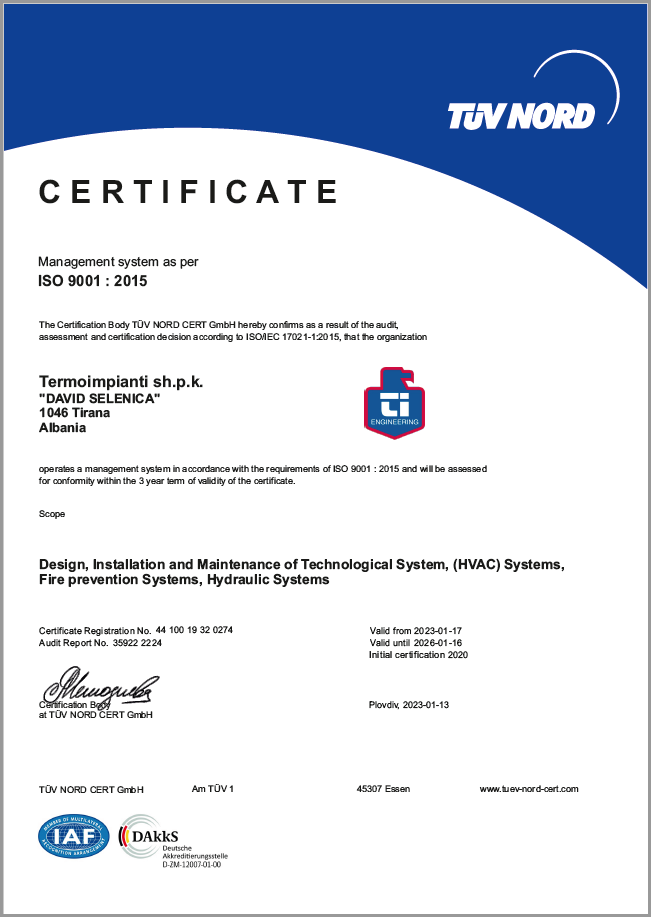 TÜV NORD
CERTIFICATE
Management system as per
ISO 9001 : 2015
The Certification Body TÜV NORD CERT GmbH hereby confirms as a result of the audit,
assessment and certification decision according to ISO/IEC 17021-1:2015, that the organization
Termoimpianti sh.p.k.
"DAVID SELENICA"
1046 Tirana
Albania
ti
ENGINEERING
operates a management system in accordance with the requirements of ISO 9001 : 2015 and will be assessed
for conformity within the 3 year term of validity of the certificate.
Scope
Design, Installation and Maintenance of Technological System, (HVAC) Systems,
Fire prevention Systems, Hydraulic Systems
Certificate Registration No. 44 100 19 32 0274
Audit Report No. 35922 2224
Valid from 2023-01-17
Valid until 2026-01-16
Initial certification 2020
Certification Body
at TÜV NORD CERT GmbH
Plovdiv, 2023-01-13
TÜV NORD CERT GmbH Am TÜV 1 45307 Essen www.tuev-nord-cert.com
MEMBER OF MULTILATERAL
IAF
RECOGNITION ARRANGEMENT
DAkkS
Deutsche
Akkreditierungsstelle
D-ZM-12007-01-00